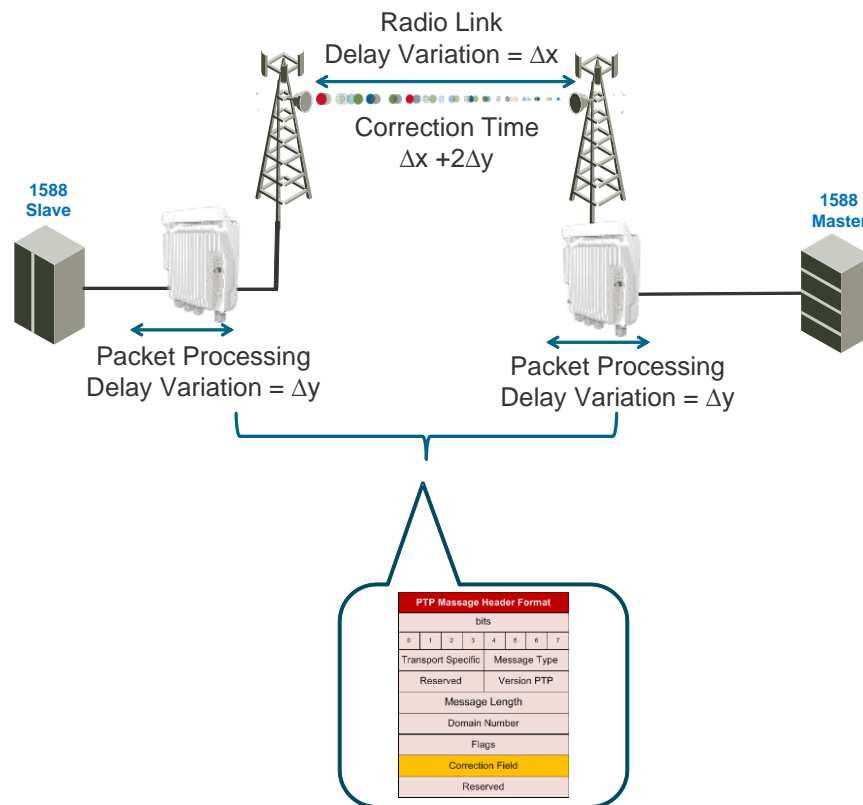 Radio Link
Delay Variation = Δx
Correction Time
Δx +2Δy
1588
Slave
1588
Master
Packet Processing
Delay Variation = Δy
Packet Processing
Delay Variation = Δy
PTP Massage Header Format
bits
0 1 2 3 4 5 6 7
Transport Specific Message Type
Reserved Version PTP
Message Length
Domain Number
Flags
Correction Field
Reserved